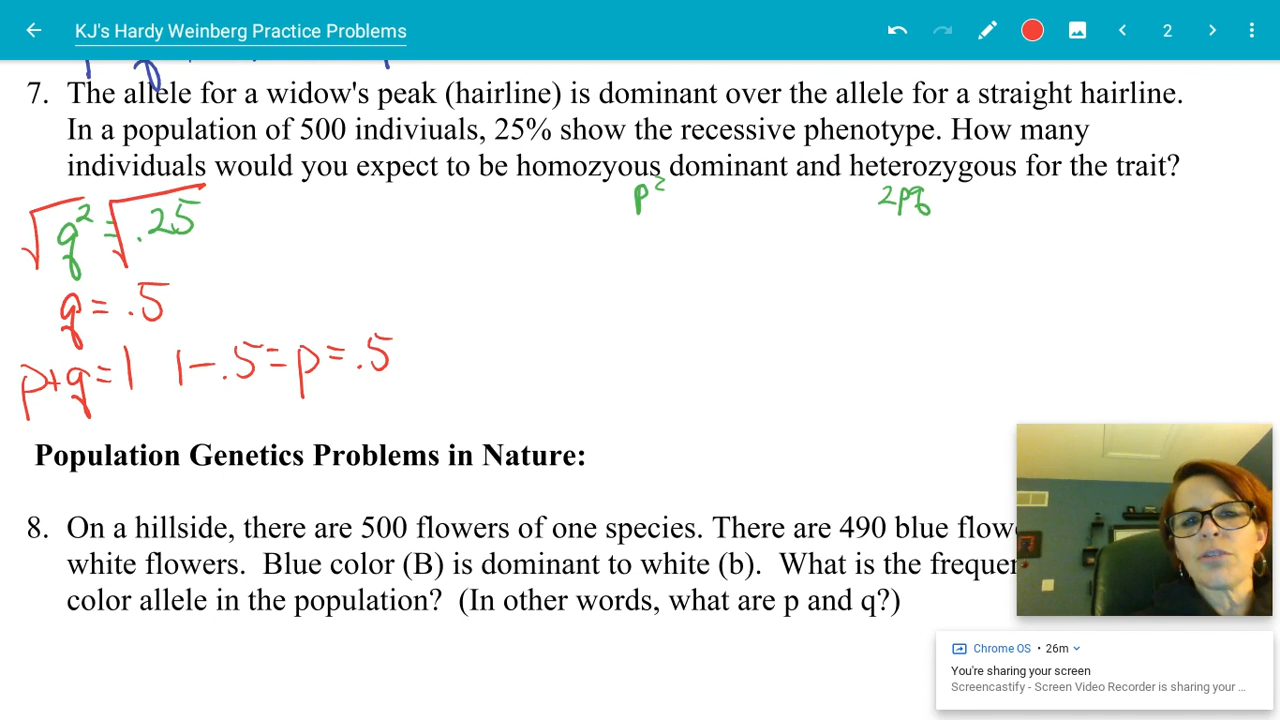 KJ's Hardy Weinberg Practice Problems
2
7. The allele for a widow's peak (hairline) is dominant over the allele for a straight hairline.
In a population of 500 indiviuals, 25% show the recessive phenotype. How many
individuals would you expect to be homozyous dominant and heterozygous for the trait?
p² 2pq
√q² = √.25
q = .5
p+q=1 1-.5=p=.5
Population Genetics Problems in Nature:
8. On a hillside, there are 500 flowers of one species. There are 490 blue
white flowers. Blue color (B) is dominant to white (b). What is the
color allele in the population? (In other words, what are p and q?)
Chrome OS • 26m
You're sharing your screen
Screencastify - Screen Video Recorder is sharing your ...